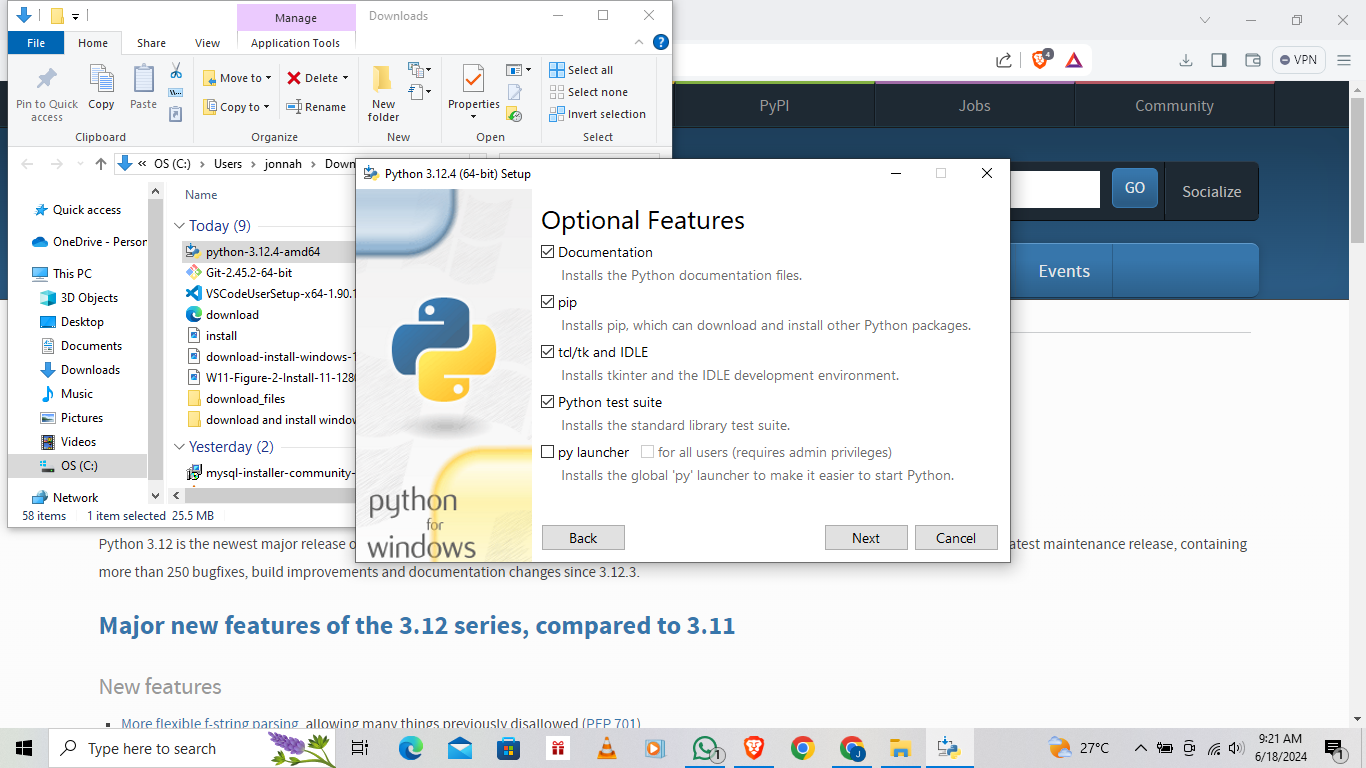 Manage
Downloads
File
Home
Share
View
Application Tools
Pin to Quick access
Copy
Paste
Move to
Copy to
Delete
Rename
New folder
Properties
Select all
Select none
Invert selection
Clipboard
Organize
New
Open
Select
« OS (C:) › Users › jonnah › Down
4
VPN
PyPI
Jobs
Community
GO
Socialize
Events
Quick access
OneDrive - Person
This PC
3D Objects
Desktop
Documents
Downloads
Music
Pictures
Videos
OS (C:)
Network
Name
Today (9)
python-3.12.4-amd64
Git-2.45.2-64-bit
VSCodeUserSetup-x64-1.90.1
download
install
download-install-windows-1
W11-Figure-2-Install-11-1280
download_files
download and install window
Yesterday (2)
mysql-installer-community-
58 items
1 item selected 25.5 MB
Python 3.12.4 (64-bit) Setup
Optional Features
Documentation
Installs the Python documentation files.
pip
Installs pip, which can download and install other Python packages.
tcl/tk and IDLE
Installs tkinter and the IDLE development environment.
Python test suite
Installs the standard library test suite.
py launcher for all users (requires admin privileges)
Installs the global 'py' launcher to make it easier to start Python.
python
for
windows
Back
Next
Cancel
Python 3.12 is the newest major release o
atest maintenance release, containing
more than 250 bugfixes, build improvements and documentation changes since 3.12.3.
Major new features of the 3.12 series, compared to 3.11
New features
More flexible f-string parsing, allowing many things previously disallowed (PEP 701)
Type here to search
1
J
27°C
9:21 AM
6/18/2024
1